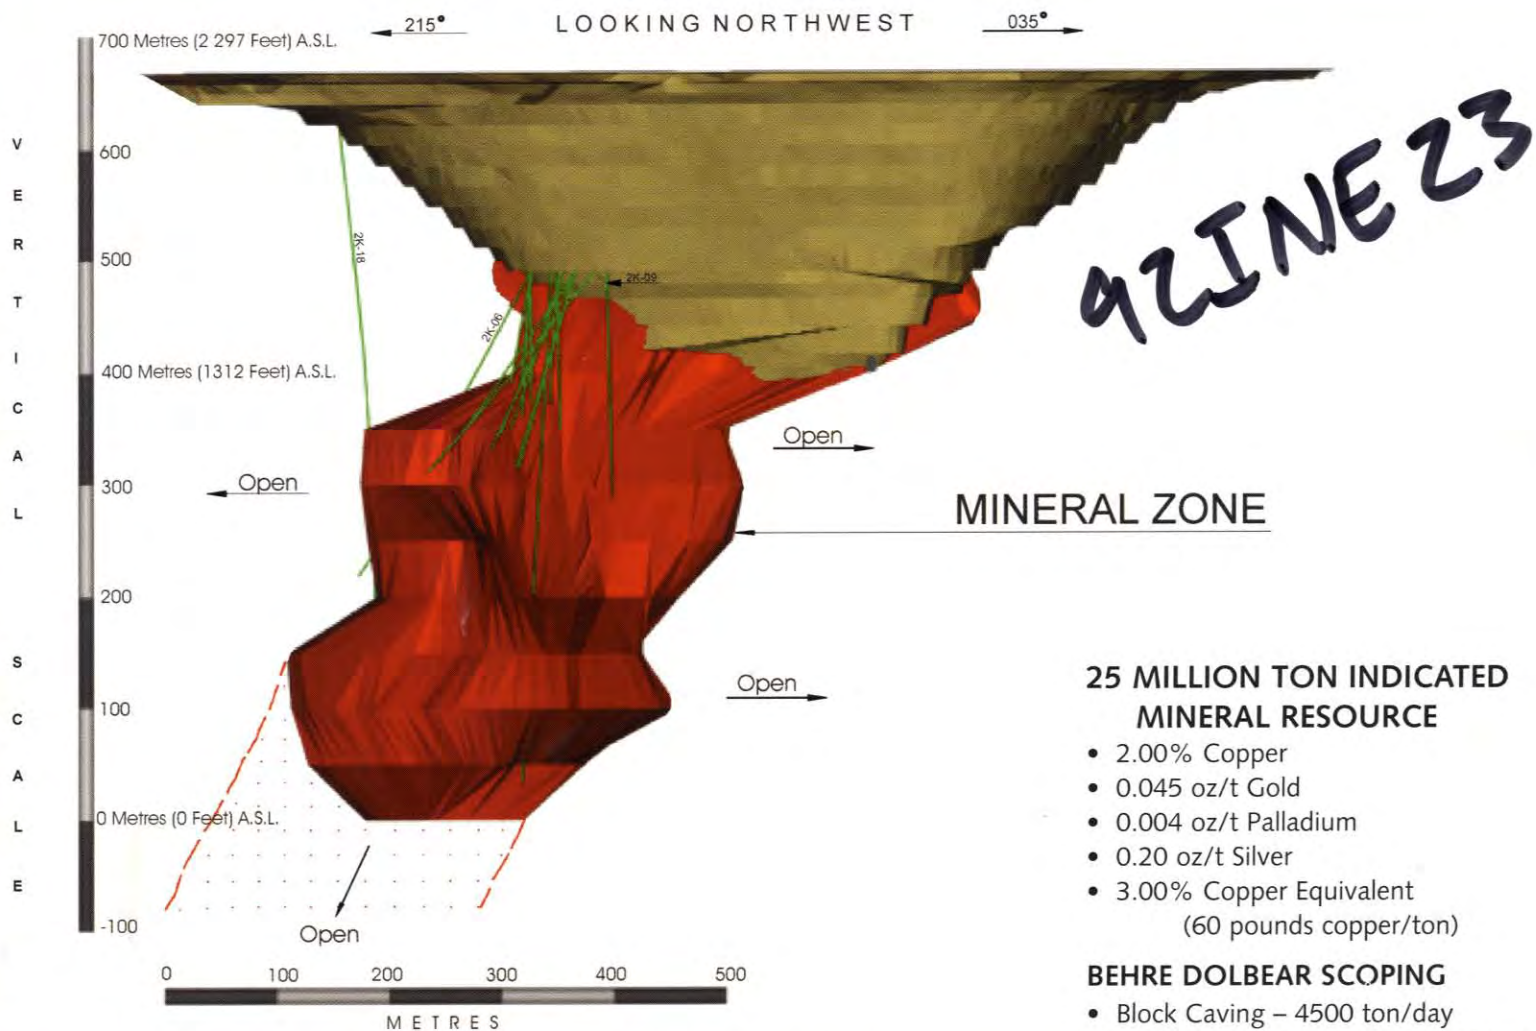 215° LOOKING NORTHWEST 035°
700 Metres (2 297 Feet) A.S.L.
600
500
400 Metres (1312 Feet) A.S.L.
300
200
100
0 Metres (0 Feet) A.S.L.
-100
VERTICAL SCALE
2K-18
2K-06
2K-09
92INE23
Open
Open
MINERAL ZONE
Open
Open
0 100 200 300 400 500
METRES
25 MILLION TON INDICATED
MINERAL RESOURCE
• 2.00% Copper
• 0.045 oz/t Gold
• 0.004 oz/t Palladium
• 0.20 oz/t Silver
• 3.00% Copper Equivalent
(60 pounds copper/ton)
BEHRE DOLBEAR SCOPING
• Block Caving – 4500 ton/day